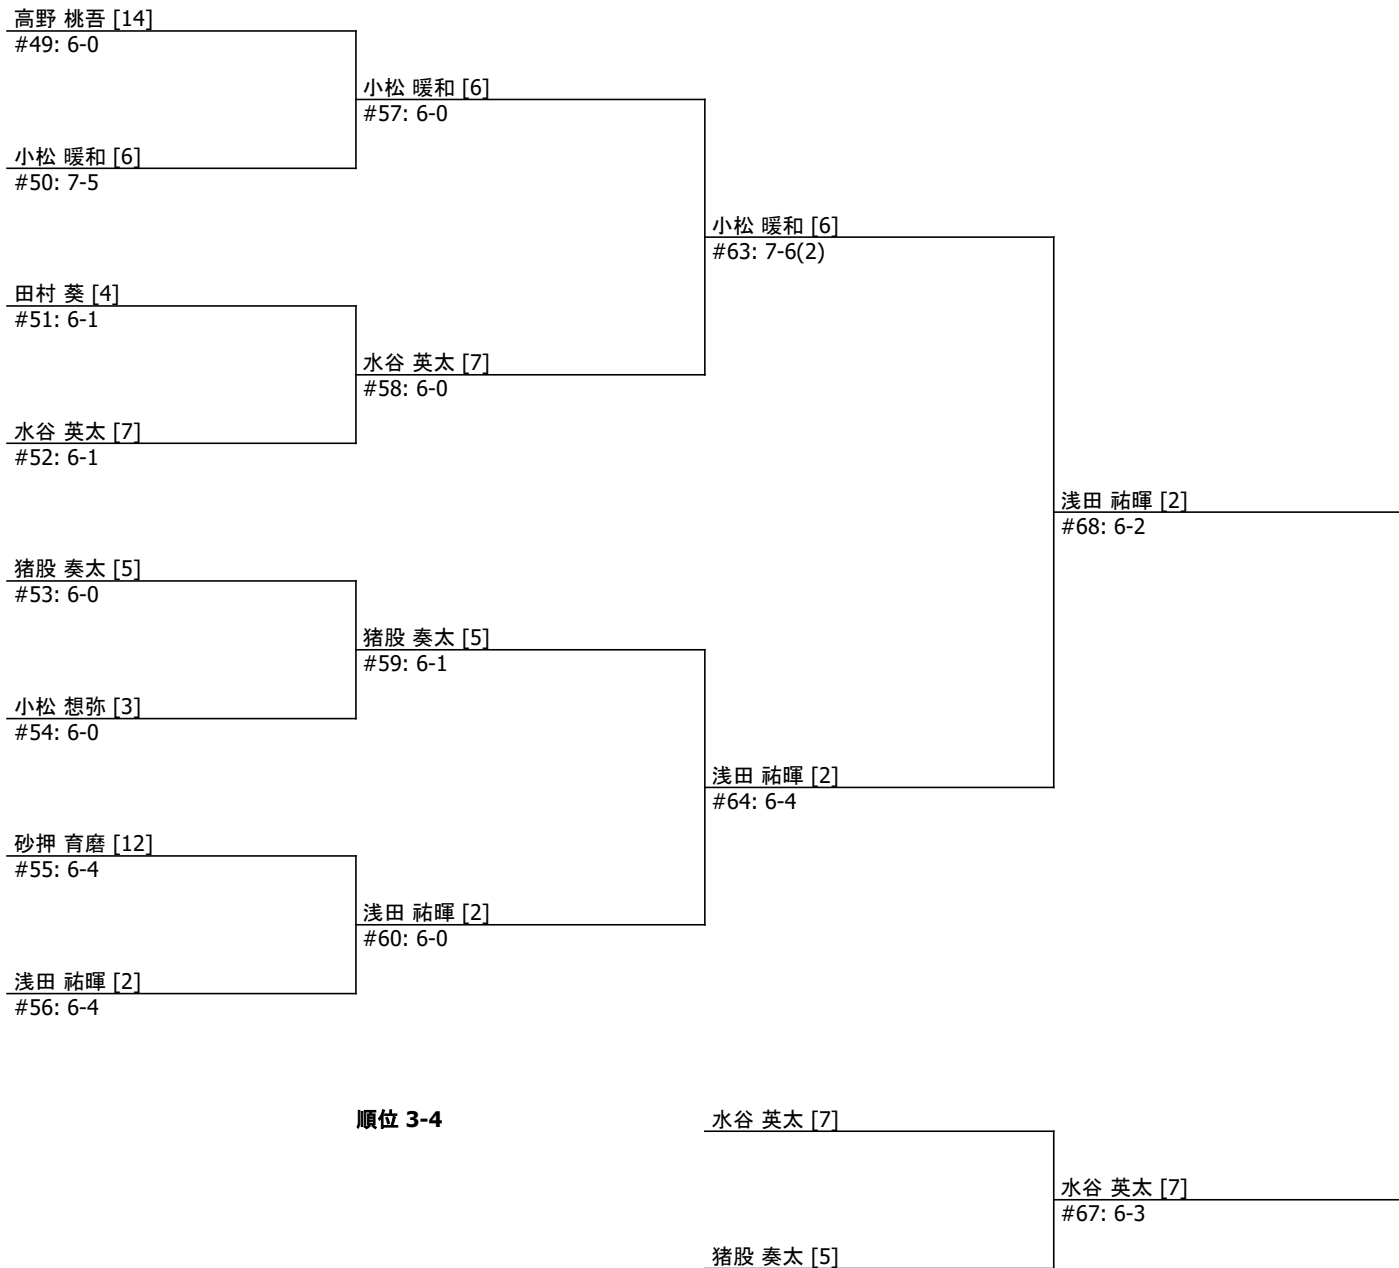 高野 桃吾 [14]
#49: 6-0
小松 暖和 [6]
#57: 6-0
小松 暖和 [6]
#50: 7-5
小松 暖和 [6]
#63: 7-6(2)
田村 葵 [4]
#51: 6-1
水谷 英太 [7]
#58: 6-0
水谷 英太 [7]
#52: 6-1
浅田 祐暉 [2]
#68: 6-2
猪股 奏太 [5]
#53: 6-0
猪股 奏太 [5]
#59: 6-1
小松 想弥 [3]
#54: 6-0
浅田 祐暉 [2]
#64: 6-4
砂押 育磨 [12]
#55: 6-4
浅田 祐暉 [2]
#60: 6-0
浅田 祐暉 [2]
#56: 6-4
順位 3-4
水谷 英太 [7]
水谷 英太 [7]
#67: 6-3
猪股 奏太 [5]